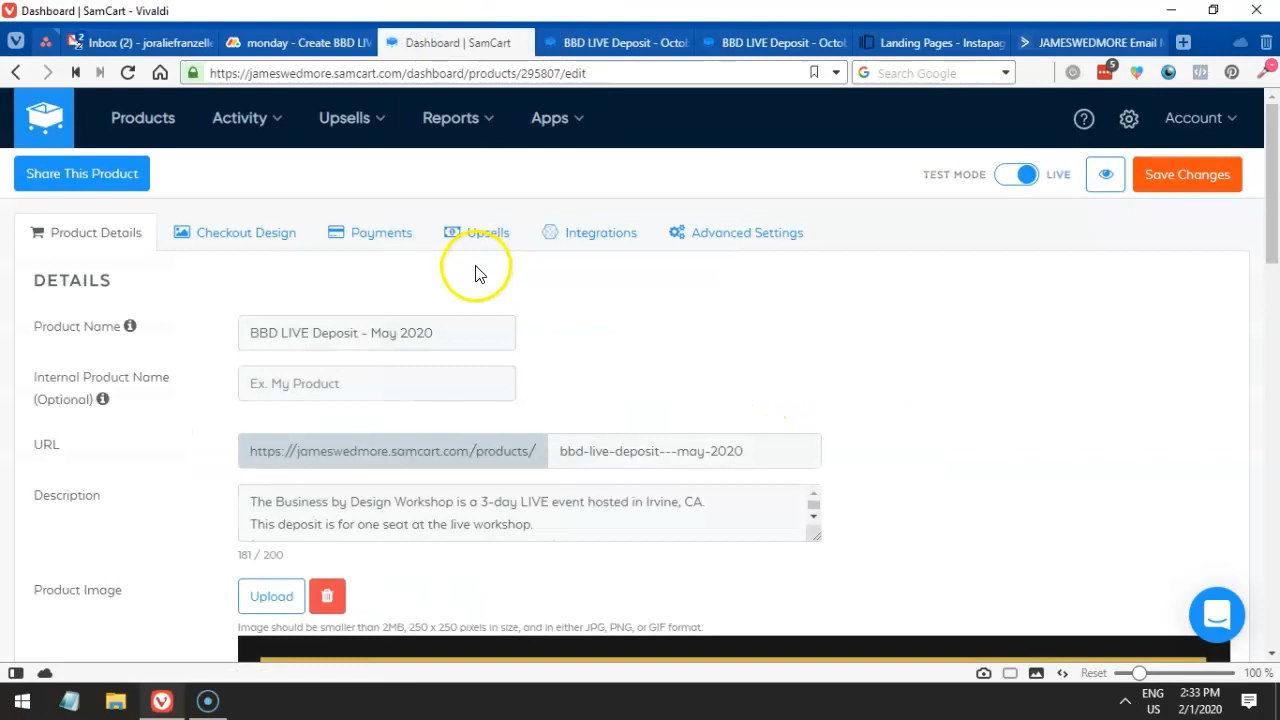 Dashboard | SamCart - Vivaldi
Inbox (2) - joraliefranzelle
monday - Create BBD LIV
Dashboard | SamCart
BBD LIVE Deposit - Octol
BBD LIVE Deposit - Octol
Landing Pages - Instapag
JAMESWEDMORE Email M
https://jameswedmore.samcart.com/dashboard/products/295807/edit
Search Google
5
Products
Activity
Upsells
Reports
Apps
Account
Share This Product
TEST MODE
LIVE
Save Changes
Product Details
Checkout Design
Payments
Upsells
Integrations
Advanced Settings
DETAILS
Product Name
BBD LIVE Deposit - May 2020
Internal Product Name
(Optional)
Ex. My Product
URL
https://jameswedmore.samcart.com/products/
bbd-live-deposit---may-2020
Description
The Business by Design Workshop is a 3-day LIVE event hosted in Irvine, CA.
This deposit is for one seat at the live workshop.
181 / 200
Product Image
Upload
Image should be smaller than 2MB, 250 x 250 pixels in size, and in either JPG, PNG, or GIF format.
Reset
100 %
ENG
US
2:33 PM
2/1/2020